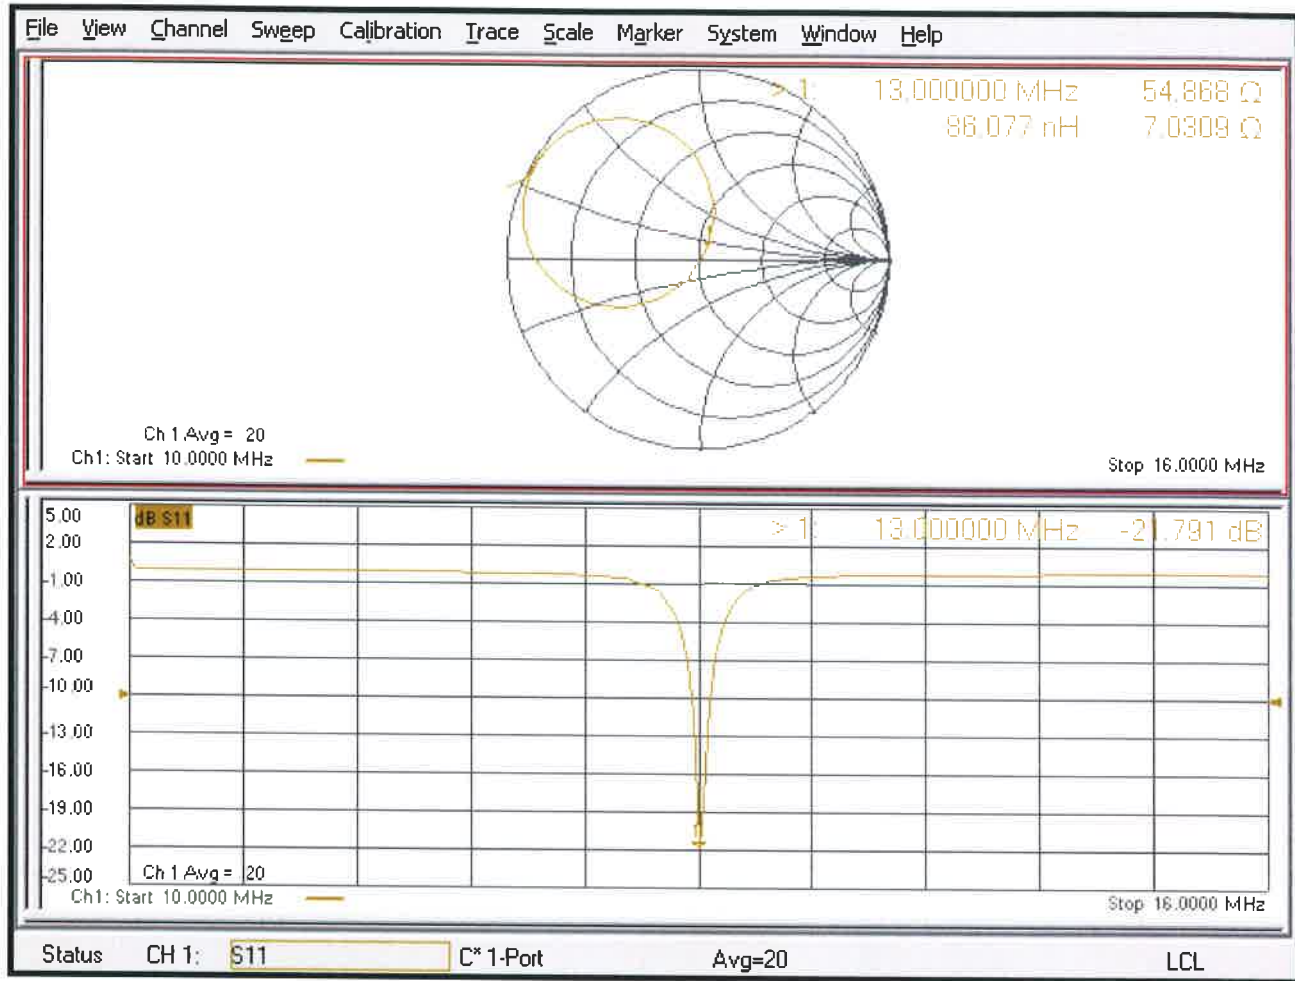 File View Channel Sweep Calibration Trace Scale Marker System Window Help
> 1: 13.000000 MHz 54.868 Ω
86.077 nH 7.0309 Ω
Ch 1 Avg = 20
Ch1: Start 10.0000 MHz
Stop 16.0000 MHz
5.00
dB S11
> 1: 13.000000 MHz -21.791 dB
2.00
-1.00
-4.00
-7.00
-10.00
-13.00
-16.00
-19.00
1
-22.00
-25.00
Ch 1 Avg = 20
Ch1: Start 10.0000 MHz
Stop 16.0000 MHz
Status CH 1: S11 C* 1-Port Avg=20 LCL